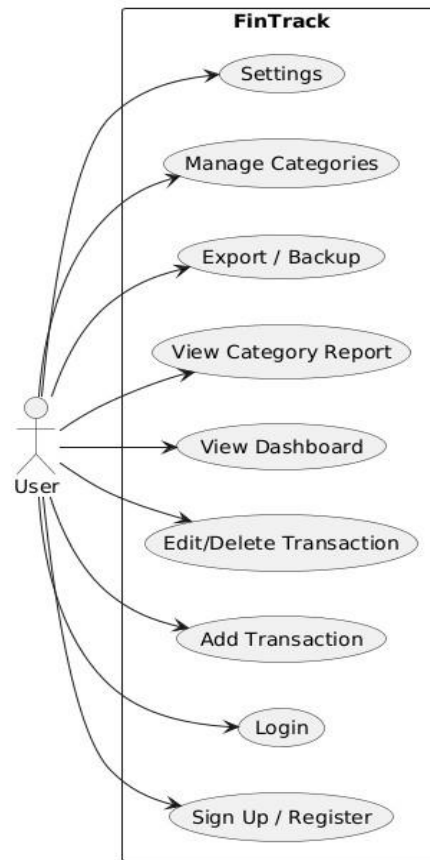 FinTrack
Settings
Manage Categories
Export / Backup
View Category Report
View Dashboard
User
Edit/Delete Transaction
Add Transaction
Login
Sign Up / Register